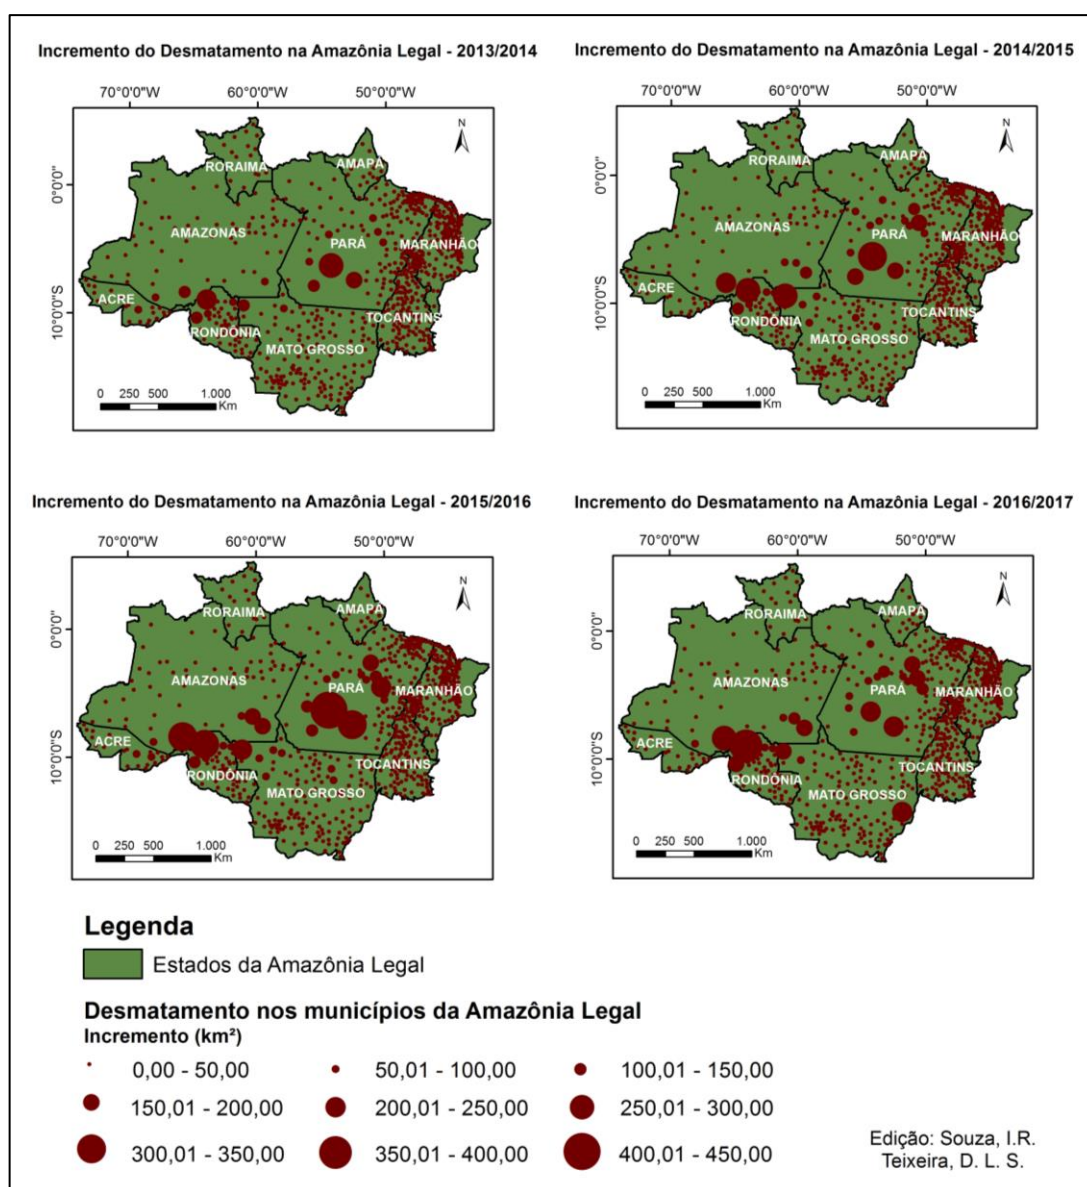 Incremento do Desmatamento na Amazônia Legal - 2013/2014
70°0'0"W 60°0'0"W 50°0'0"W
N
0°0'0"
10°0'0"S
RORAIMA
AMAPÁ
AMAZONAS
PARÁ
MARANHÃO
ACRE
RONDÔNIA
TOCANTINS
MATO GROSSO
0 250 500 1.000
Km
Incremento do Desmatamento na Amazônia Legal - 2014/2015
70°0'0"W 60°0'0"W 50°0'0"W
N
0°0'0"
10°0'0"S
RORAIMA
AMAPÁ
AMAZONAS
PARÁ
MARANHÃO
ACRE
RONDÔNIA
TOCANTINS
MATO GROSSO
0 250 500 1.000
Km
Incremento do Desmatamento na Amazônia Legal - 2015/2016
70°0'0"W 60°0'0"W 50°0'0"W
N
0°0'0"
10°0'0"S
RORAIMA
AMAPÁ
AMAZONAS
PARÁ
MARANHÃO
ACRE
RONDÔNIA
TOCANTINS
MATO GROSSO
0 250 500 1.000
Km
Incremento do Desmatamento na Amazônia Legal - 2016/2017
70°0'0"W 60°0'0"W 50°0'0"W
N
0°0'0"
10°0'0"S
RORAIMA
AMAPÁ
AMAZONAS
PARÁ
MARANHÃO
ACRE
RONDÔNIA
TOCANTINS
MATO GROSSO
0 250 500 1.000
Km
Legenda
Estados da Amazônia Legal
Desmatamento nos municípios da Amazônia Legal
Incremento (km²)
0,00 - 50,00 50,01 - 100,00 100,01 - 150,00
150,01 - 200,00 200,01 - 250,00 250,01 - 300,00
300,01 - 350,00 350,01 - 400,00 400,01 - 450,00
Edição: Souza, I.R.
Teixeira, D. L. S.